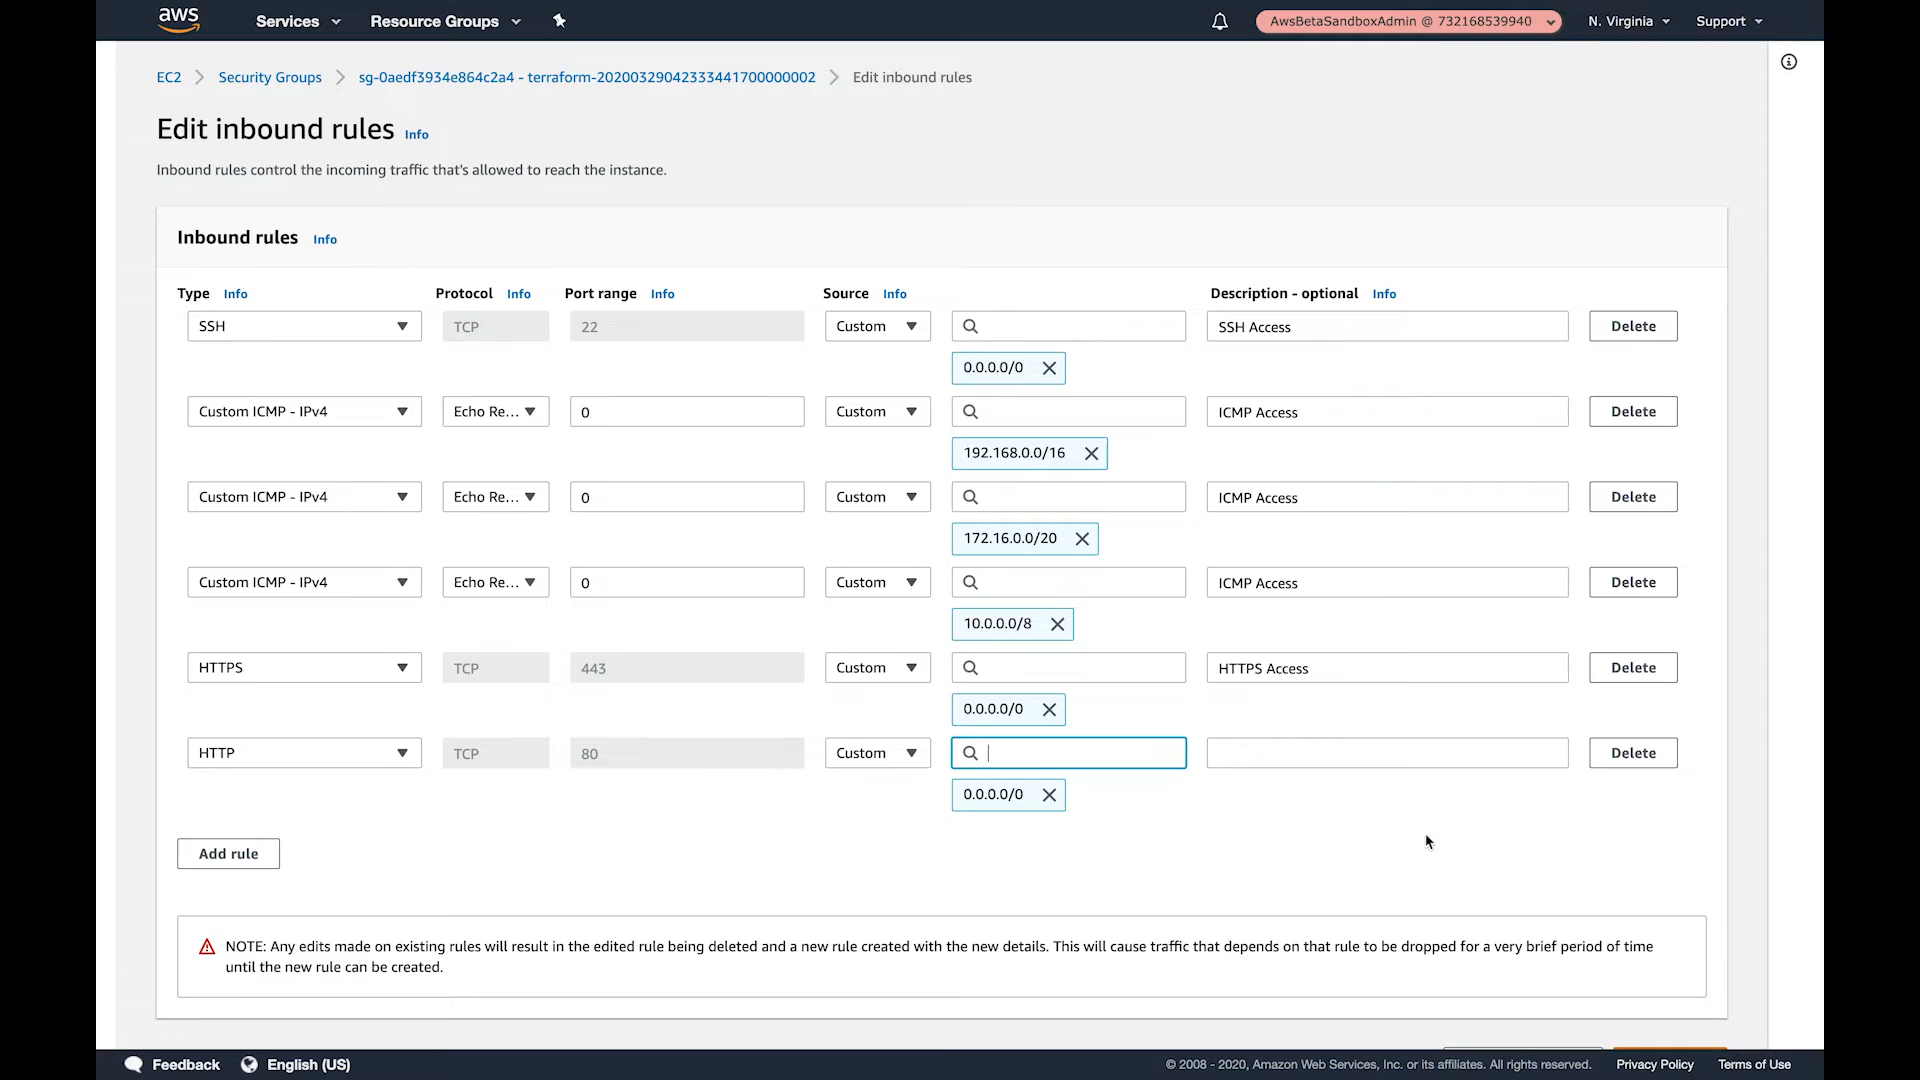 aws Services Resource Groups AwsBetaSandboxAdmin @ 732168539940 N. Virginia Support
EC2 Security Groups sg-0aedf3934e864c2a4 - terraform-20200329042333441700000002 Edit inbound rules
Edit inbound rules Info
Inbound rules control the incoming traffic that's allowed to reach the instance.
Inbound rules Info
Type Info Protocol Info Port range Info Source Info Description - optional Info
SSH TCP 22 Custom SSH Access Delete
0.0.0.0/0
Custom ICMP - IPv4 Echo Re... 0 Custom ICMP Access Delete
192.168.0.0/16
Custom ICMP - IPv4 Echo Re... 0 Custom ICMP Access Delete
172.16.0.0/20
Custom ICMP - IPv4 Echo Re... 0 Custom ICMP Access Delete
10.0.0.0/8
HTTPS TCP 443 Custom HTTPS Access Delete
0.0.0.0/0
HTTP TCP 80 Custom Delete
0.0.0.0/0
Add rule
NOTE: Any edits made on existing rules will result in the edited rule being deleted and a new rule created with the new details. This will cause traffic that depends on that rule to be dropped for a very brief period of time
until the new rule can be created.
Feedback English (US) © 2008 - 2020, Amazon Web Services, Inc. or its affiliates. All rights reserved. Privacy Policy Terms of Use